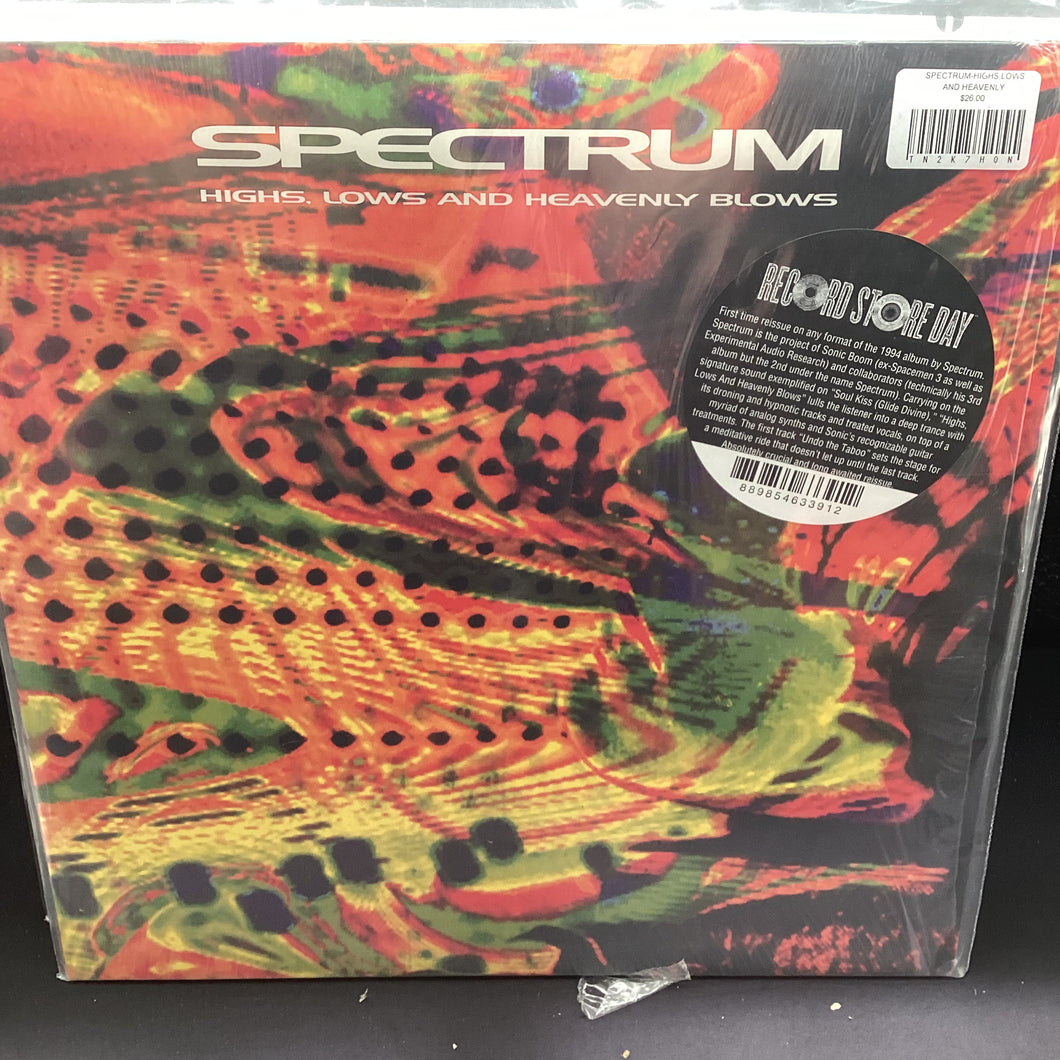 SPECTRUM-HIGHS,LOWS
AND HEAVENLY
$26.00
TN2K7H0N
SPECTRUM
HIGHS, LOWS AND HEAVENLY BLOWS
RECORD STORE DAY
First time reissue on any format of the 1994 album by Spectrum.
Spectrum is the project of Sonic Boom (ex-Spacemen 3 as well as
Experimental Audio Research) and collaborators (technically his 3rd
album but the 2nd under the name Spectrum). Carrying on the
signature sound exemplified on "Soul Kiss (Glide Divine)," "Highs,
Lows And Heavenly Blows" lulls the listener into a deep trance with
its droning and hypnotic tracks and treated vocals, on top of a
myriad of analog synths and Sonic's recognizable guitar
treatments. The first track "Undo the Taboo" sets the stage for
a meditative ride that doesn't let up until the last track.
Absolutely crucial and long awaited reissue
889854633912